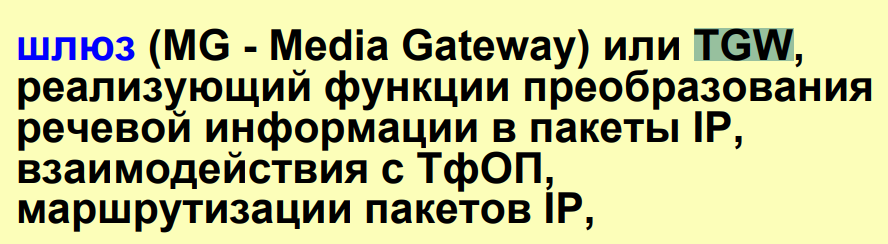 шлюз (MG - Media Gateway) или TGW,
реализующий функции преобразования
речевой информации в пакеты IP,
взаимодействия с ТфОП,
маршрутизации пакетов IP,